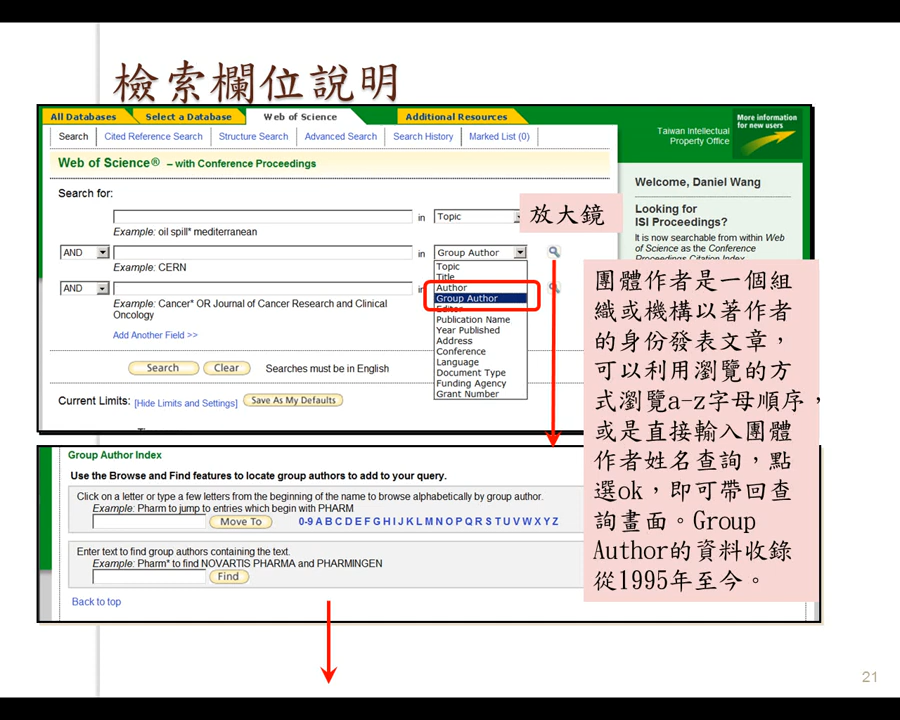 檢索欄位說明
All Databases
Select a Database
Web of Science
Additional Resources
Search
Cited Reference Search
Structure Search
Advanced Search
Search History
Marked List (0)
Taiwan Intellectual
Property Office
More information
for new users
Web of Science® – with Conference Proceedings
Welcome, Daniel Wang
Search for:
in Topic
放大鏡
Example: oil spill* mediterranean
Looking for
ISI Proceedings?
It is now searchable from within Web
of Science as the Conference
Proceedings Citation Index
AND
in Group Author
Example: CERN
AND
in
Example: Cancer* OR Journal of Cancer Research and Clinical
Oncology
Add Another Field >>
Topic
Title
Author
Group Author
Editor
Publication Name
Year Published
Address
Conference
Language
Document Type
Funding Agency
Grant Number
Search
Clear
Searches must be in English
Current Limits: [Hide Limits and Settings]
Save As My Defaults
團體作者是一個組
織或機構以著作者
的身份發表文章，
可以利用瀏覽的方
式瀏覽a-z字母順序，
或是直接輸入團體
作者姓名查詢，點
選ok，即可帶回查
詢畫面。Group
Author的資料收錄
從1995年至今。
Group Author Index
Use the Browse and Find features to locate group authors to add to your query.
Click on a letter or type a few letters from the beginning of the name to browse alphabetically by group author.
Example: Pharm to jump to entries which begin with PHARM
Move To
0-9 A B C D E F G H I J K L M N O P Q R S T U V W X Y Z
Enter text to find group authors containing the text.
Example: Pharm* to find NOVARTIS PHARMA and PHARMINGEN
Find
Back to top
21